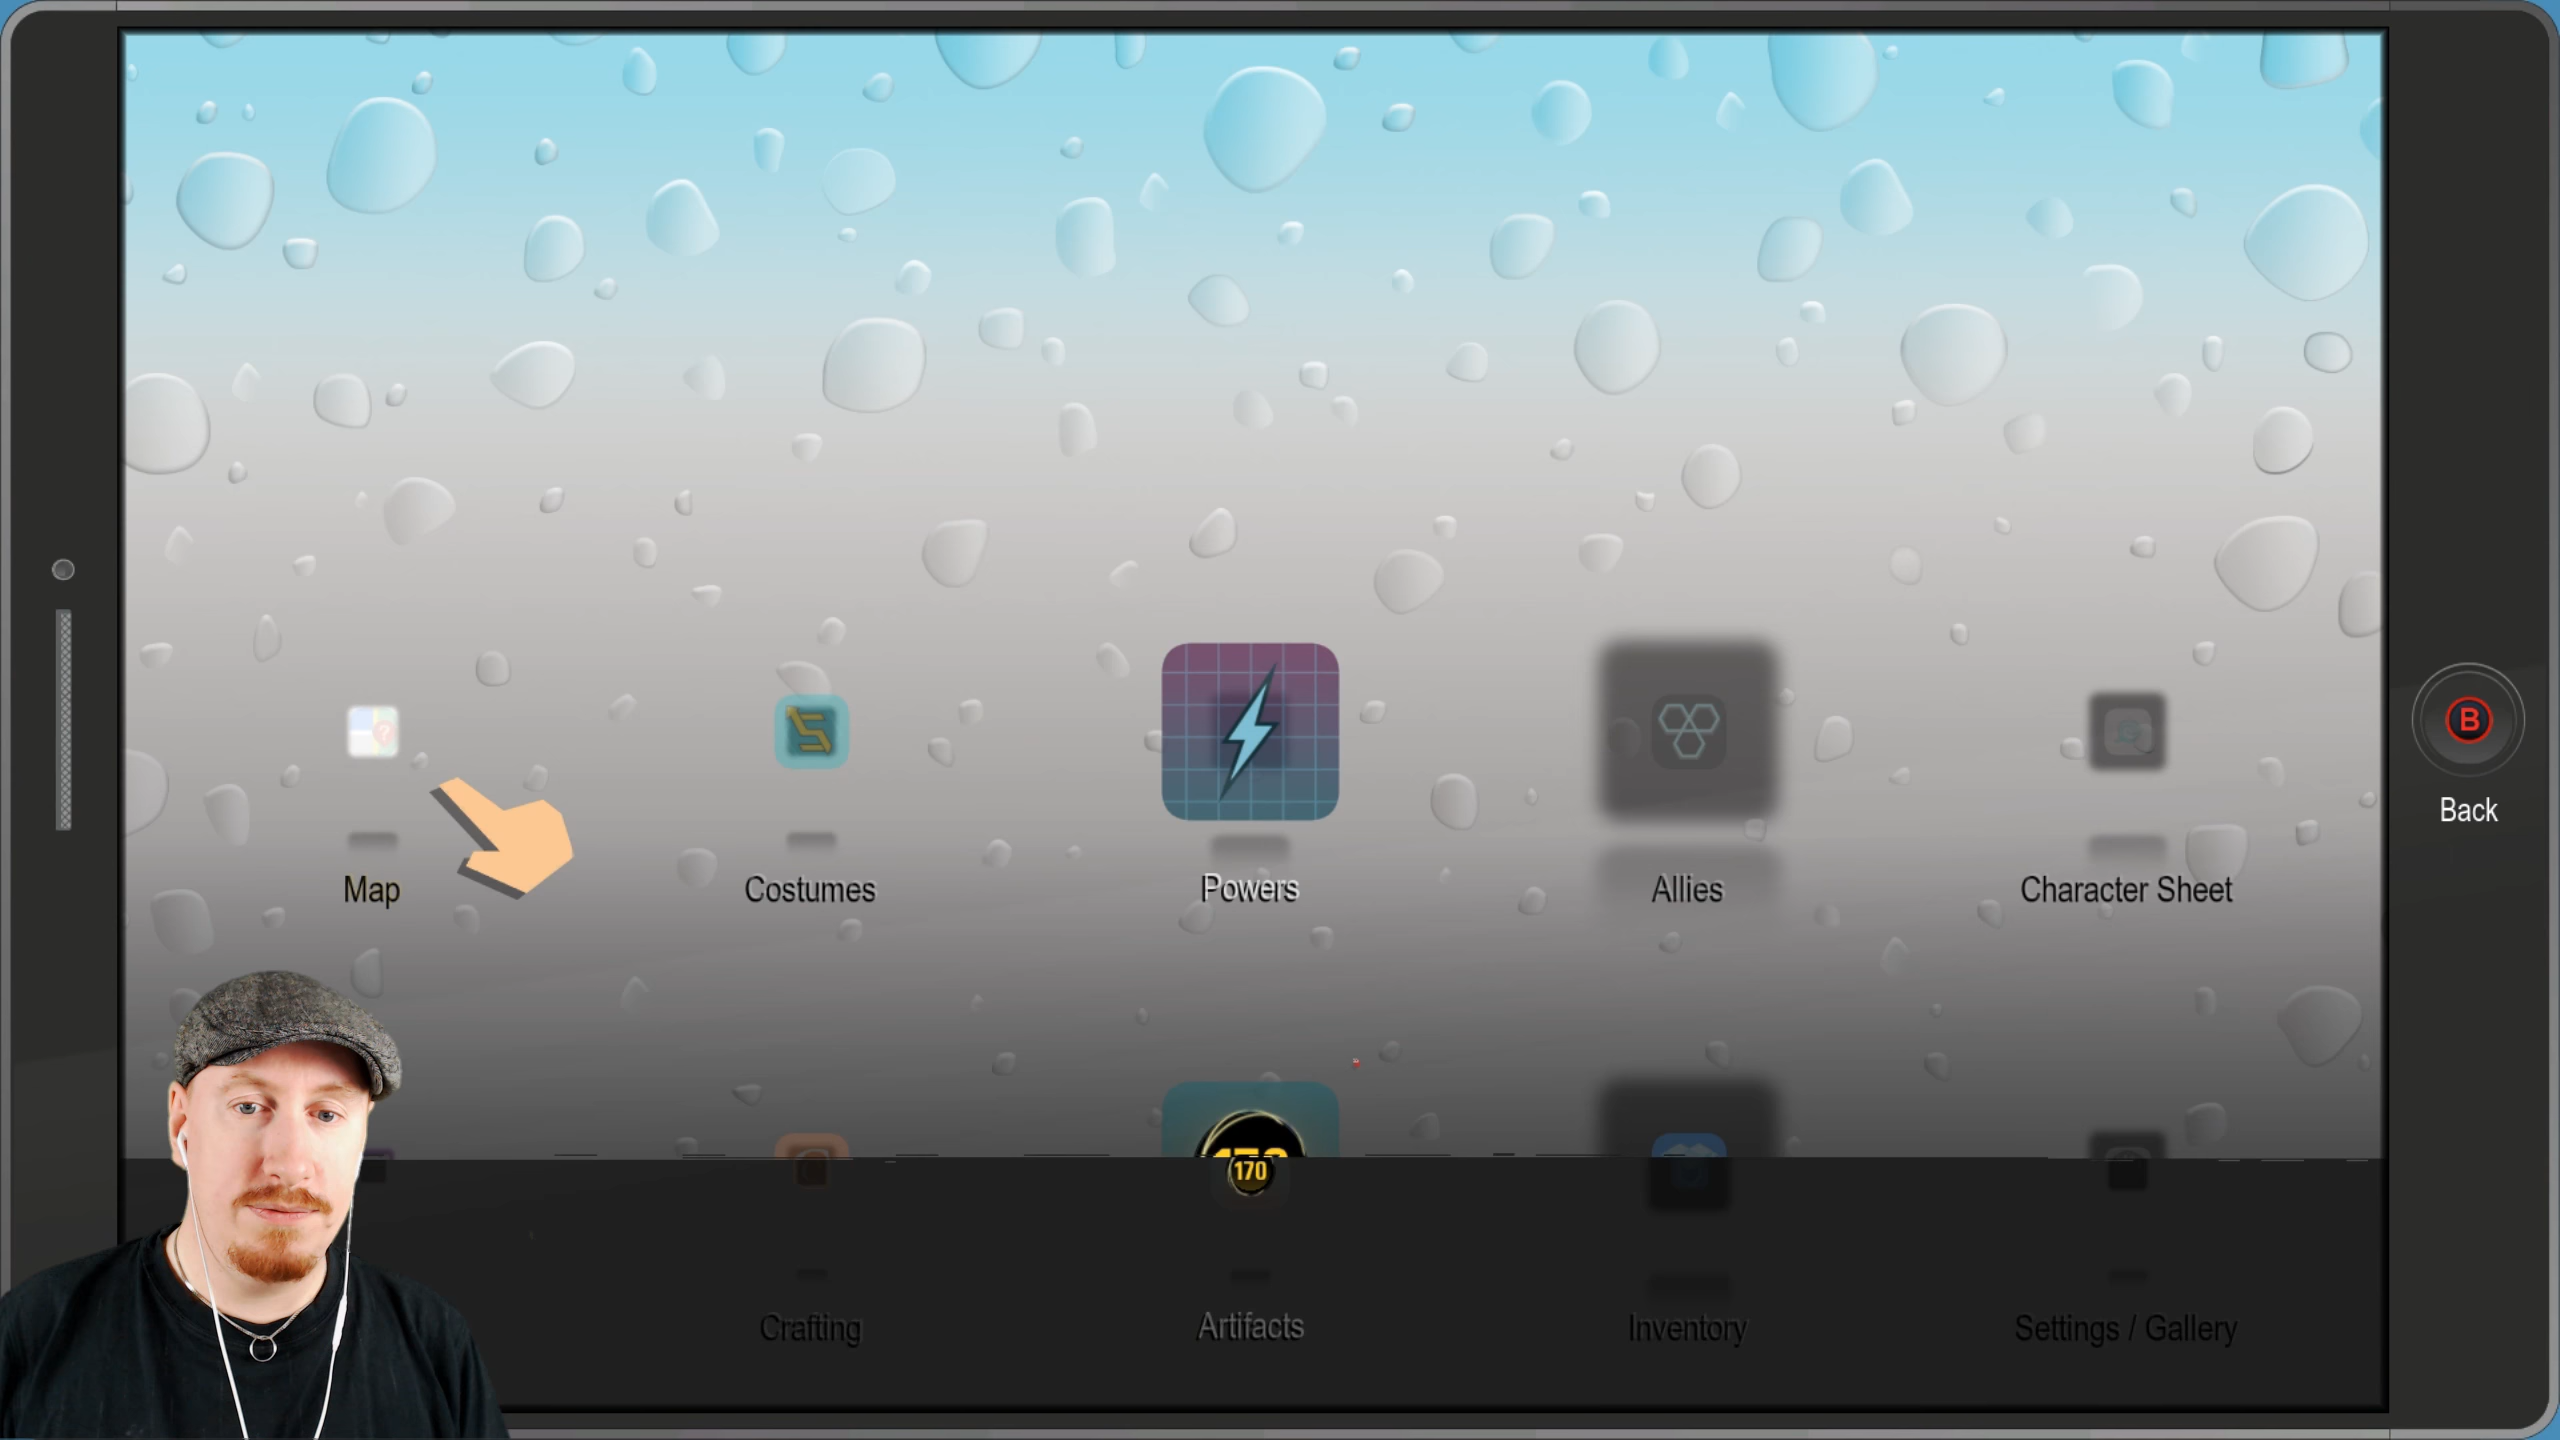 B
Back
Map
Costumes
Powers
Allies
Character Sheet
170
Crafting
Artifacts
Inventory
Settings / Gallery